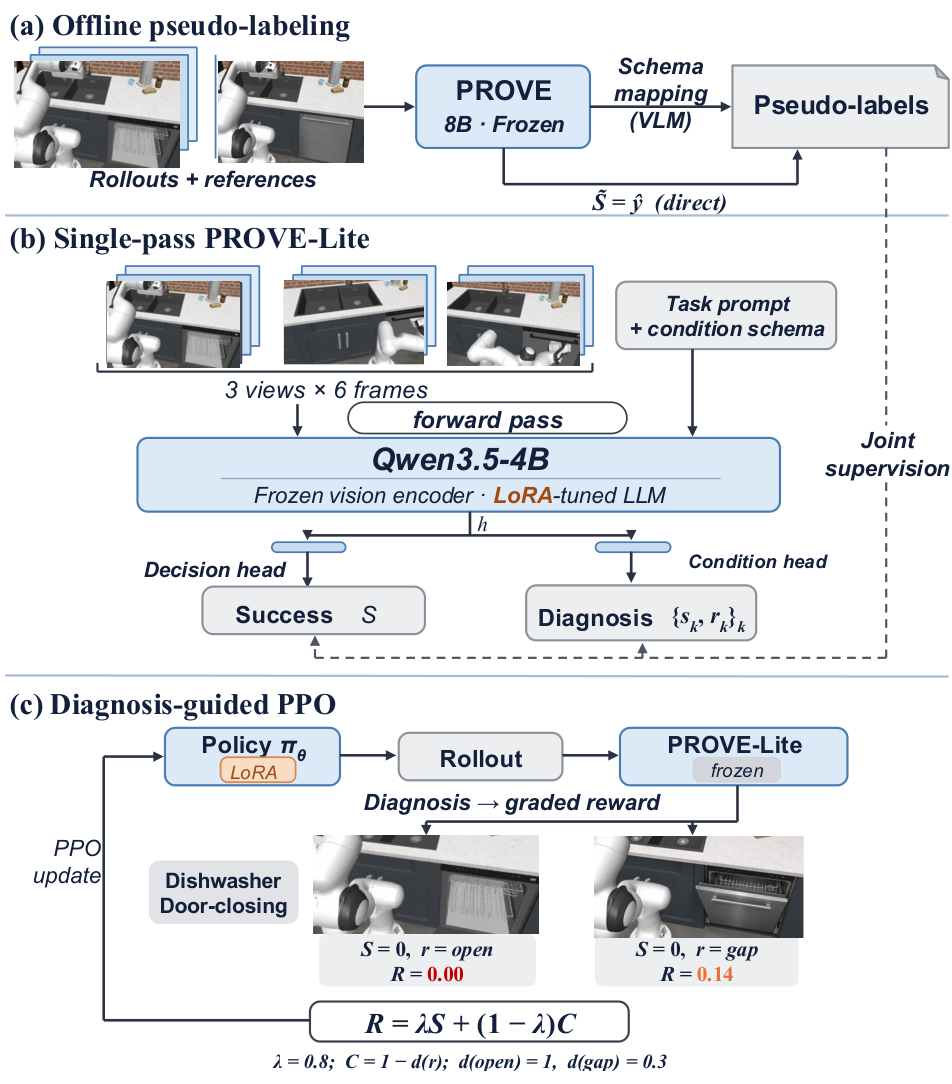 (a) Offline pseudo-labeling
Rollouts + references
PROVE
8B · Frozen
Schema
mapping
(VLM)
Pseudo-labels
S̃ = ŷ (direct)
(b) Single-pass PROVE-Lite
Task prompt
+ condition schema
3 views × 6 frames
forward pass
Qwen3.5-4B
Frozen vision encoder · LoRA-tuned LLM
Joint
supervision
h
Decision head
Condition head
Success S
Diagnosis {sₖ, rₖ}ₖ
(c) Diagnosis-guided PPO
Policy πθ
LoRA
Rollout
PROVE-Lite
frozen
Diagnosis → graded reward
PPO
update
Dishwasher
Door-closing
S = 0, r = open
R = 0.00
S = 0, r = gap
R = 0.14
R = λS + (1 − λ)C
λ = 0.8; C = 1 − d(r); d(open) = 1, d(gap) = 0.3